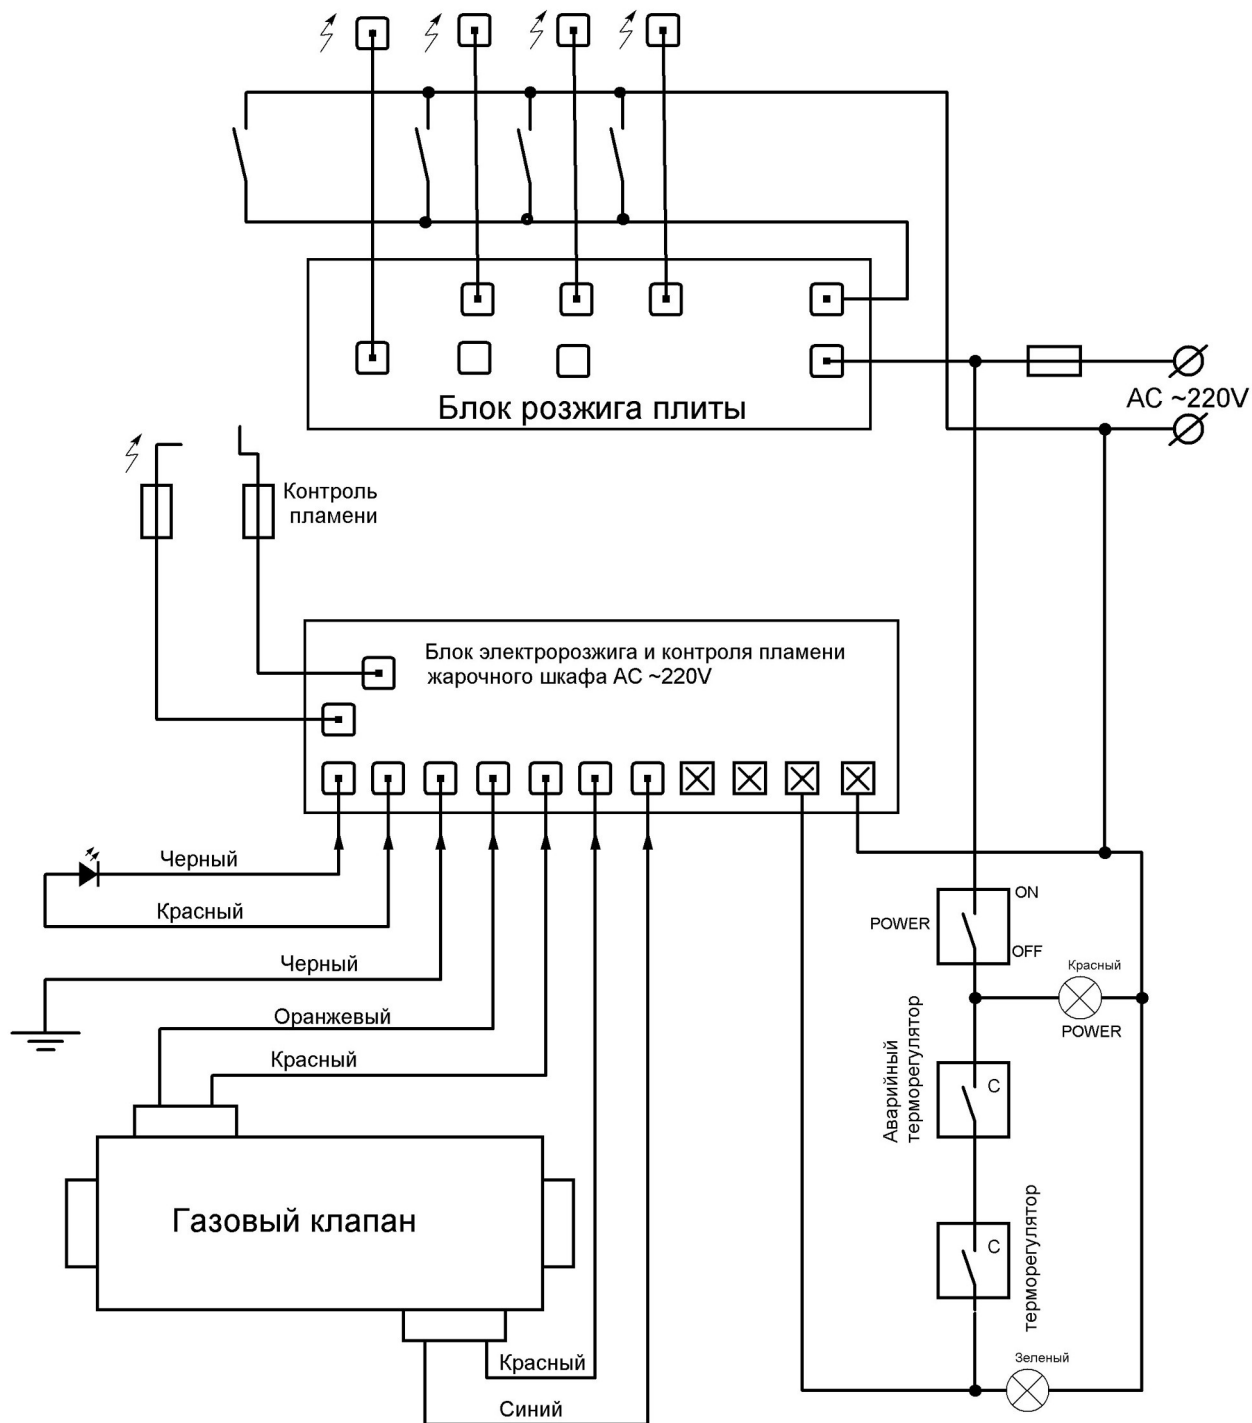 Блок розжига плиты
AC ~220V
Контроль
пламени
Блок электророзжига и контроля пламени
жарочного шкафа AC ~220V
Черный
Красный
Черный
Оранжевый
Красный
Газовый клапан
Красный
Синий
ON
POWER
OFF
Красный
POWER
Аварийный
терморегулятор
C
терморегулятор
C
Зеленый